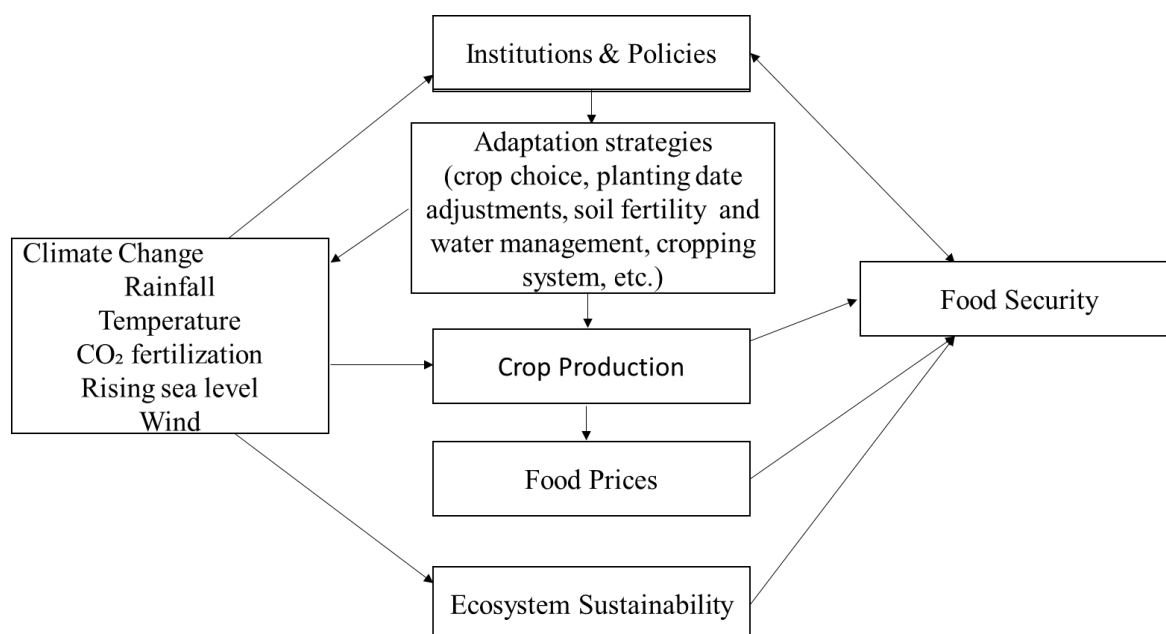 Institutions & Policies
Adaptation strategies
(crop choice, planting date
adjustments, soil fertility and
water management, cropping
system, etc.)
Climate Change
Rainfall
Temperature
CO₂ fertilization
Rising sea level
Wind
Food Security
Crop Production
Food Prices
Ecosystem Sustainability